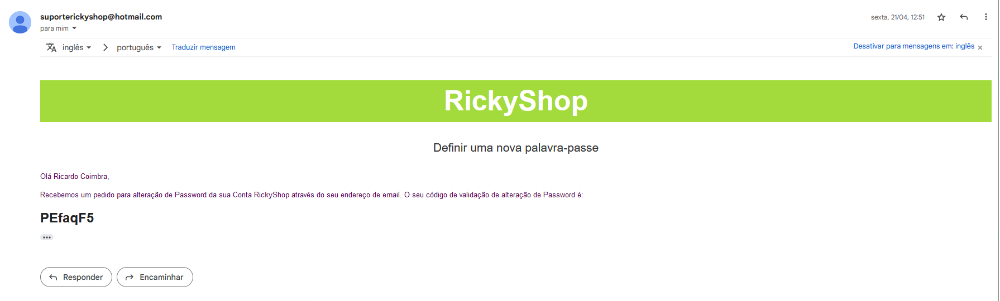 suporterickyshop@hotmail.com
sexta, 21/04, 12:51
para mim
inglês
português
Traduzir mensagem
Desativar para mensagens em: inglês
RickyShop
Definir uma nova palavra-passe
Olá Ricardo Coimbra,
Recebemos um pedido para alteração de Password da sua Conta RickyShop através do seu endereço de email. O seu código de validação de alteração de Password é:
PEfaqF5
Responder
Encaminhar